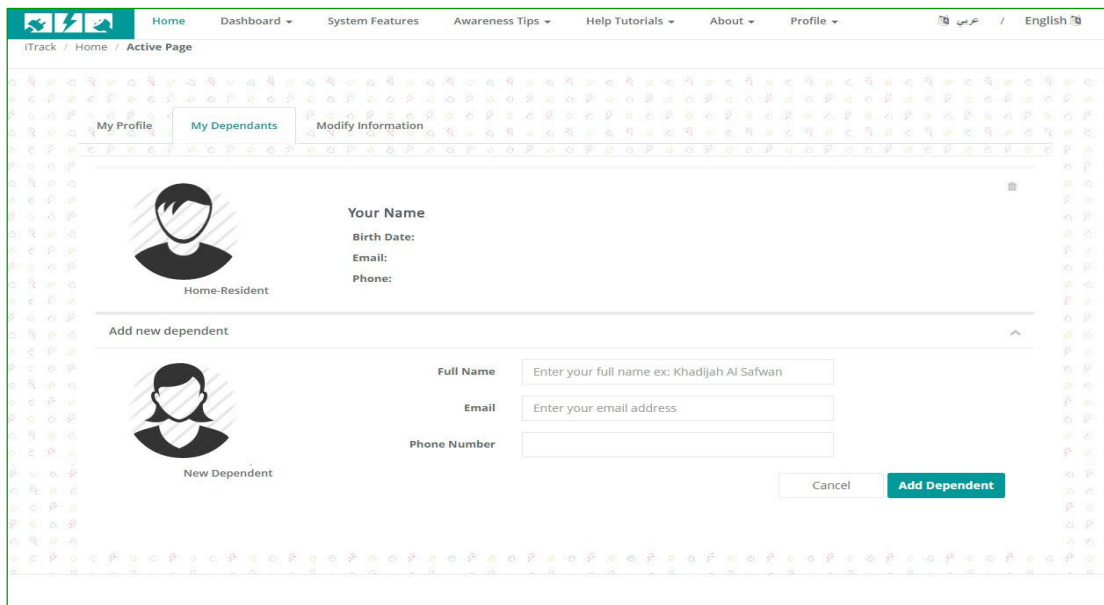 Home Dashboard System Features Awareness Tips Help Tutorials About Profile عربي / English
iTrack / Home / Active Page
My Profile My Dependants Modify Information
Your Name
Birth Date:
Email:
Phone:
Home-Resident
Add new dependent
Full Name Enter your full name ex: Khadijah Al Safwan
Email Enter your email address
Phone Number
New Dependent
Cancel Add Dependent